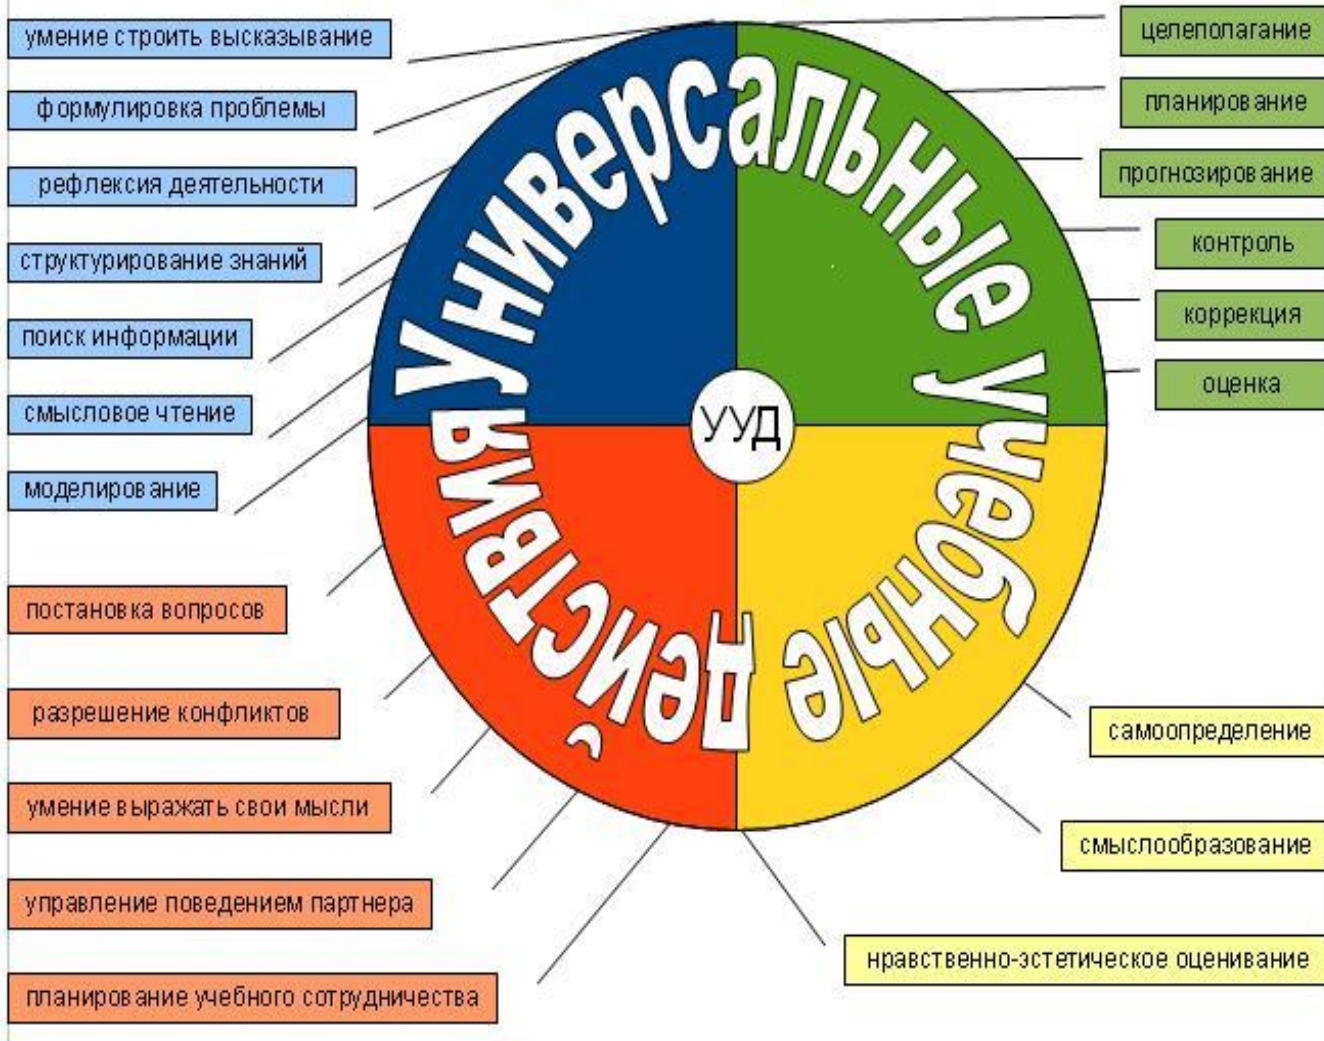 умение строить высказывание
формулировка проблемы
рефлексия деятельности
структурирование знаний
поиск информации
смысловое чтение
моделирование
постановка вопросов
разрешение конфликтов
умение выражать свои мысли
управление поведением партнера
планирование учебного сотрудничества
Универсальные учебные действия
УУД
целеполагание
планирование
прогнозирование
контроль
коррекция
оценка
самоопределение
смыслообразование
нравственно-эстетическое оценивание